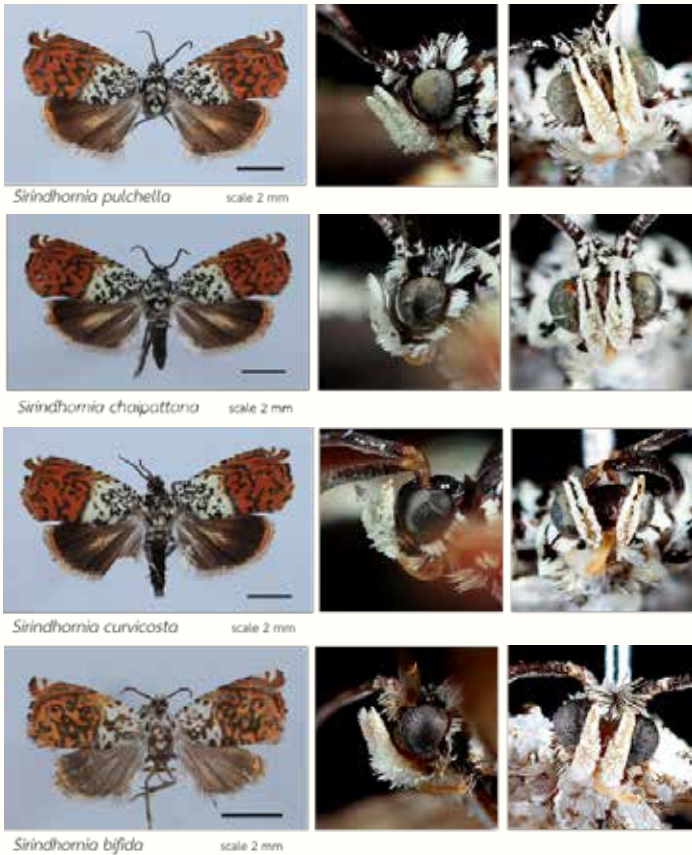 Sirindhornia pulchella scale 2 mm
Sirindhornia chaipattana scale 2 mm
Sirindhornia curvicosta scale 2 mm
Sirindhornia bifida scale 2 mm